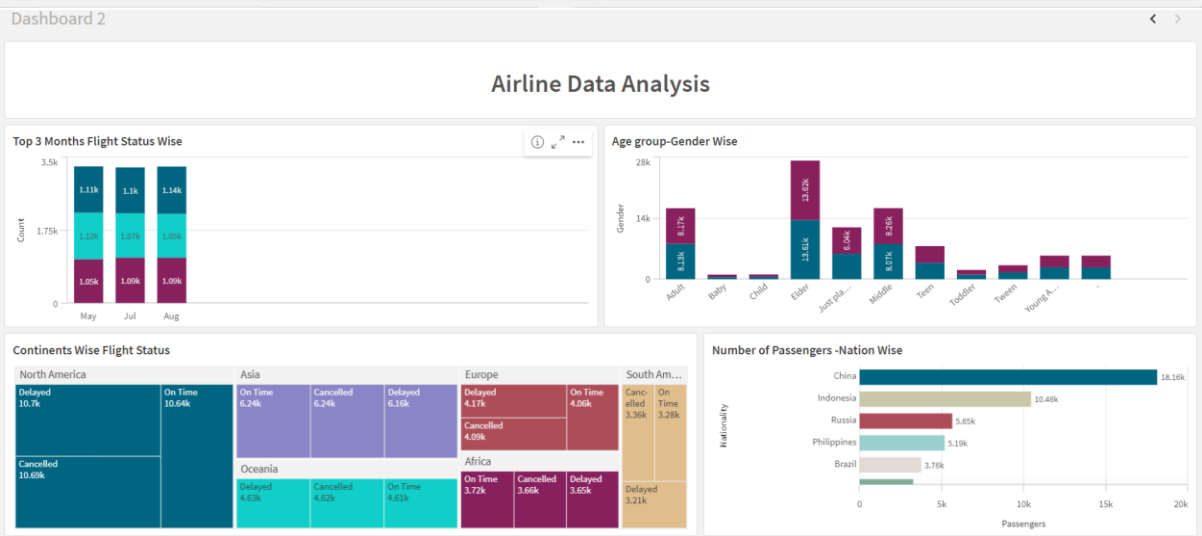 Dashboard 2
Airline Data Analysis
Top 3 Months Flight Status Wise
3.5k
1.75k
0
Count
1.11k
1.1k
1.14k
1.12k
1.07k
1.05k
1.05k
1.09k
1.09k
May
Jul
Aug
Age group-Gender Wise
28k
14k
0
Gender
8.17k
8.13k
13.62k
13.61k
6.04k
8.26k
8.07k
Adult
Baby
Child
Elder
Just pla...
Middle
Teen
Toddler
Tween
Young A...
-
Continents Wise Flight Status
North America
Delayed
10.7k
On Time
10.64k
Cancelled
10.69k
Asia
On Time
6.24k
Cancelled
6.24k
Delayed
6.16k
Oceania
Delayed
4.63k
Cancelled
4.62k
On Time
4.61k
Europe
Delayed
4.17k
On Time
4.06k
Cancelled
4.09k
Africa
On Time
3.72k
Cancelled
3.66k
Delayed
3.65k
South Am...
Canc-
elled
3.36k
On
Time
3.28k
Delayed
3.21k
Number of Passengers -Nation Wise
Nationality
China
18.16k
Indonesia
10.46k
Russia
5.65k
Philippines
5.19k
Brazil
3.76k
0
5k
10k
15k
20k
Passengers